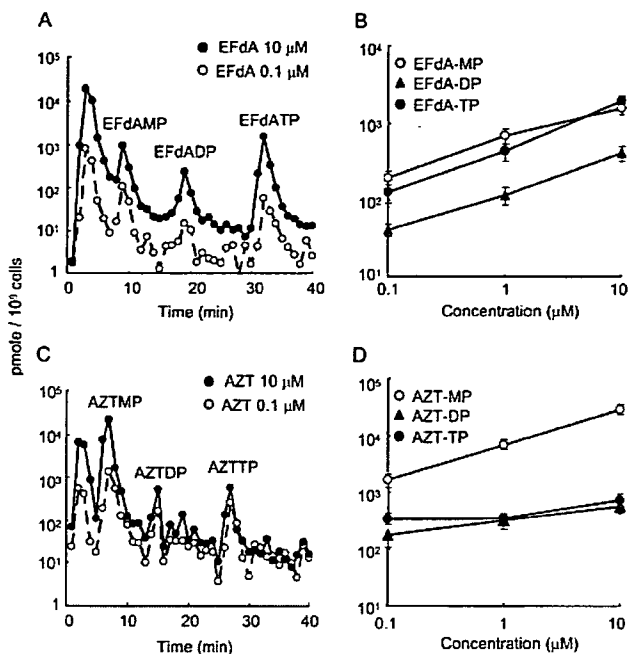 A
● EFdA 10 μM
○ EFdA 0.1 μM
10⁵
10⁴
10³
10²
10¹
1
EFdAMP
EFdADP
EFdATP
0 10 20 30 40
Time (min)
B
○ EFdA-MP
▲ EFdA-DP
● EFdA-TP
10⁴
10³
10²
10¹
0.1 1 10
Concentration (μM)
pmole / 10⁹ cells
C
● AZT 10 μM
○ AZT 0.1 μM
10⁵
10⁴
10³
10²
10¹
1
AZTMP
AZTDP
AZTTP
0 10 20 30 40
Time (min)
D
○ AZT-MP
▲ AZT-DP
● AZT-TP
10⁵
10⁴
10³
10²
10¹
0.1 1 10
Concentration (μM)